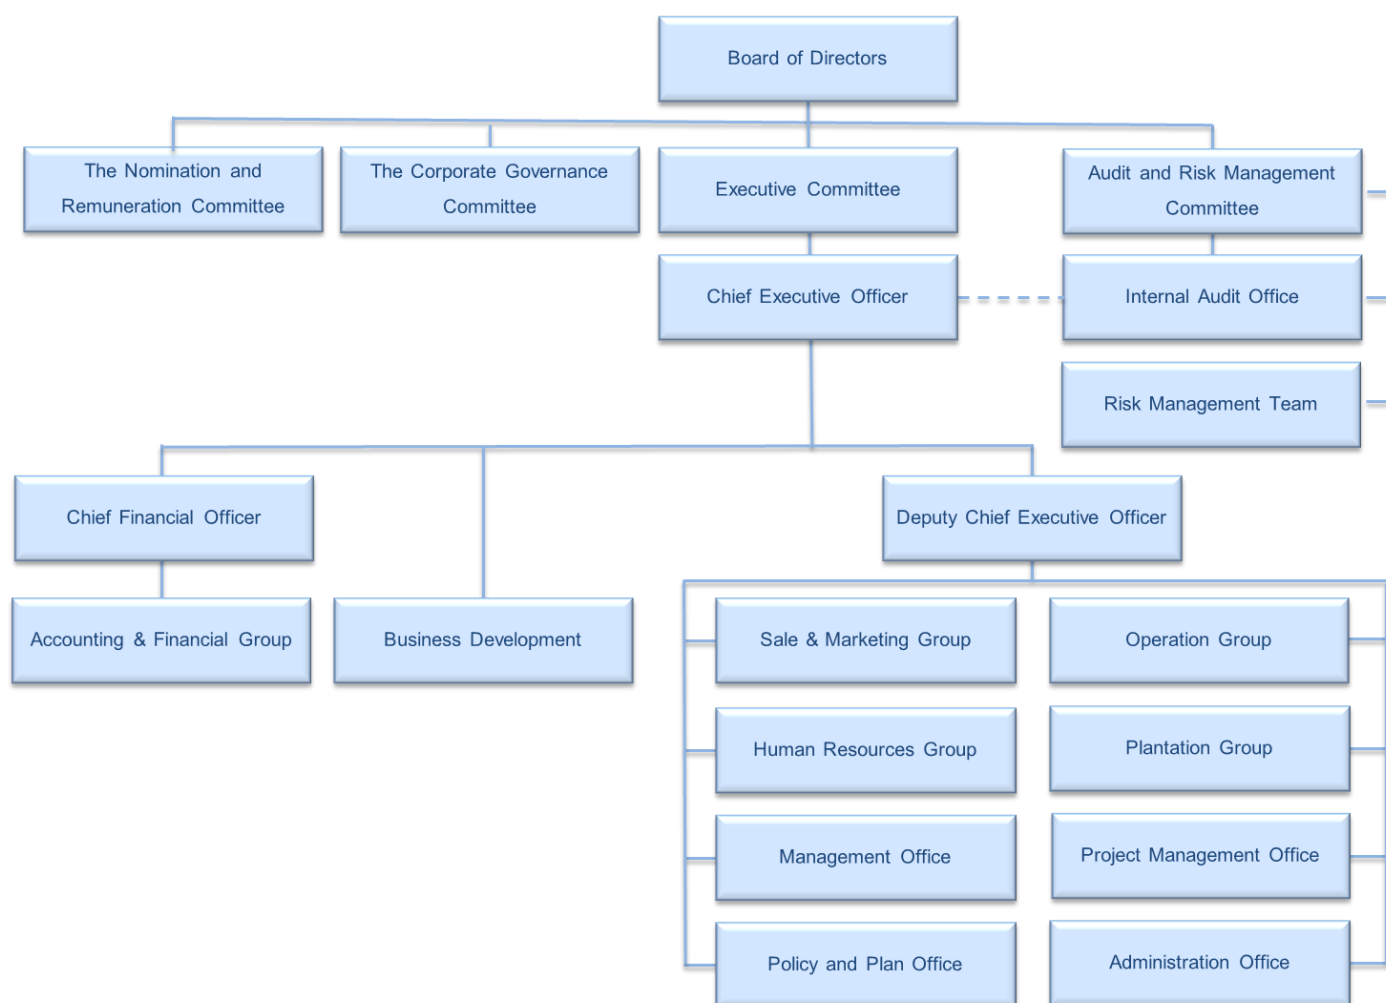 Board of Directors
The Nomination and
Remuneration Committee
The Corporate Governance
Committee
Executive Committee
Audit and Risk Management
Committee
Chief Executive Officer
Internal Audit Office
Risk Management Team
Chief Financial Officer
Deputy Chief Executive Officer
Accounting & Financial Group
Business Development
Sale & Marketing Group
Operation Group
Human Resources Group
Plantation Group
Management Office
Project Management Office
Policy and Plan Office
Administration Office